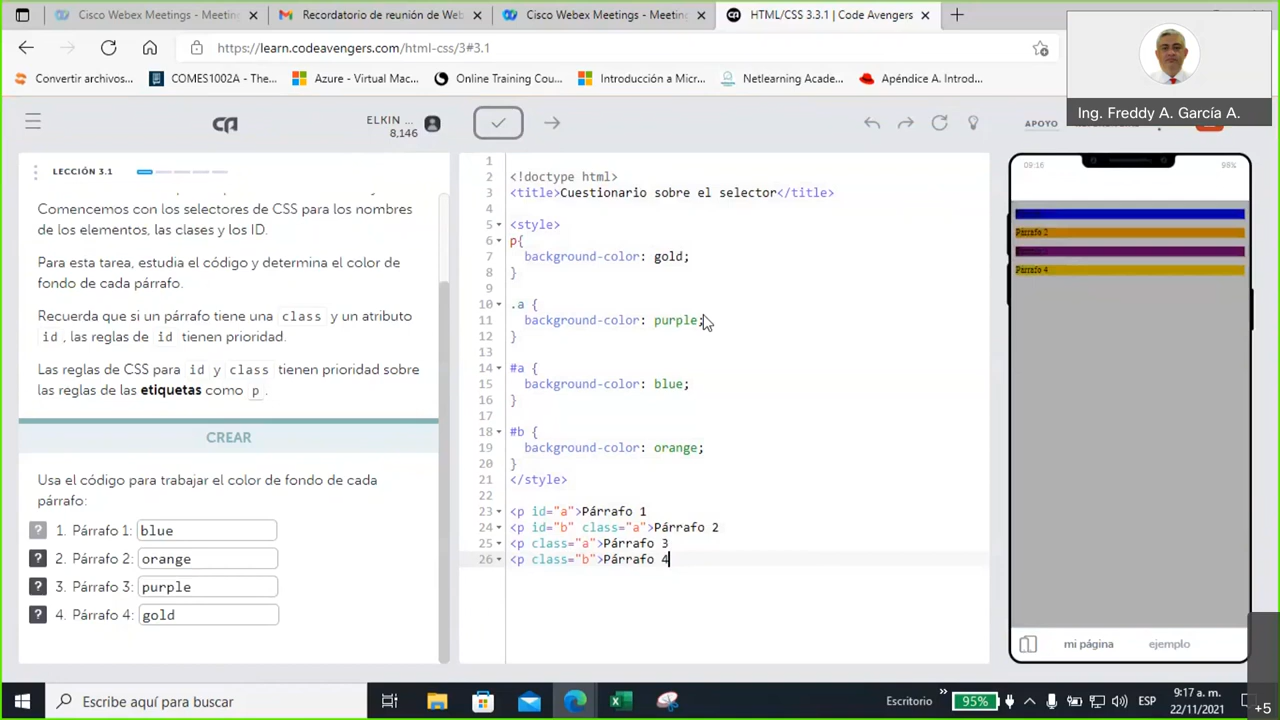 Cisco Webex Meetings - Meeting
Recordatorio de reunión de Web
Cisco Webex Meetings - Meeting
HTML/CSS 3.3.1 | Code Avengers
https://learn.codeavengers.com/html-css/3#3.1
Convertir archivos...
COMES1002A - The...
Azure - Virtual Mac...
Online Training Cou...
Introducción a Micr...
Netlearning Acade...
Apéndice A. Introd...
Ing. Freddy A. García A.
ELKIN ...
8,146
APOYO
LECCIÓN 3.1
Comencemos con los selectores de CSS para los nombres
de los elementos, las clases y los ID.
Para esta tarea, estudia el código y determina el color de
fondo de cada párrafo.
Recuerda que si un párrafo tiene una class y un atributo
id , las reglas de id tienen prioridad.
Las reglas de CSS para id y class tienen prioridad sobre
las reglas de las etiquetas como p .
CREAR
Usa el código para trabajar el color de fondo de cada
párrafo:
1. Párrafo 1: blue
2. Párrafo 2: orange
3. Párrafo 3: purple
4. Párrafo 4: gold
1
2 <!doctype html>
3 <title>Cuestionario sobre el selector</title>
4
5 <style>
6 p{
7 background-color: gold;
8 }
9
10 .a {
11 background-color: purple;
12 }
13
14 #a {
15 background-color: blue;
16 }
17
18 #b {
19 background-color: orange;
20 }
21 </style>
22
23 <p id="a">Párrafo 1
24 <p id="b" class="a">Párrafo 2
25 <p class="a">Párrafo 3
26 <p class="b">Párrafo 4
09:16 98%
Párrafo 2
Párrafo 4
mi página ejemplo
Escribe aquí para buscar
Escritorio
95%
ESP
9:17 a. m.
22/11/2021
+5